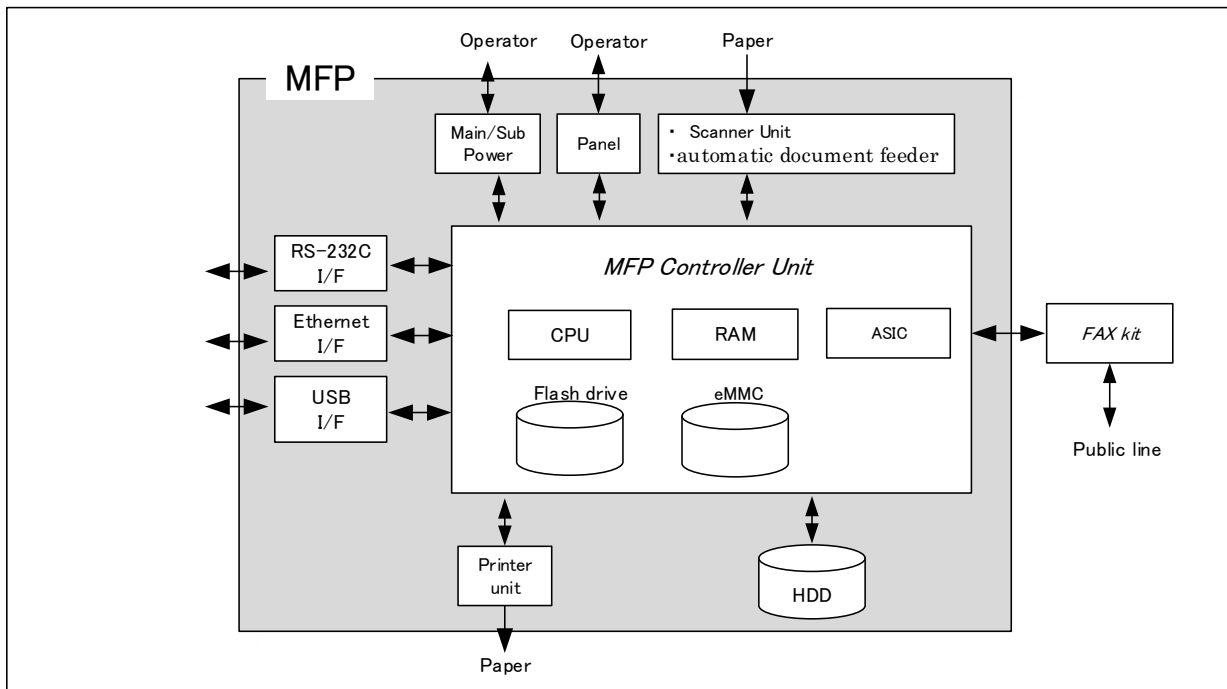 Operator
Operator
Paper
MFP
Main/Sub
Power
Panel
・ Scanner Unit
・automatic document feeder
RS-232C
I/F
MFP Controller Unit
Ethernet
I/F
CPU
RAM
ASIC
FAX kit
USB
I/F
Flash drive
eMMC
Public line
Printer
unit
HDD
Paper